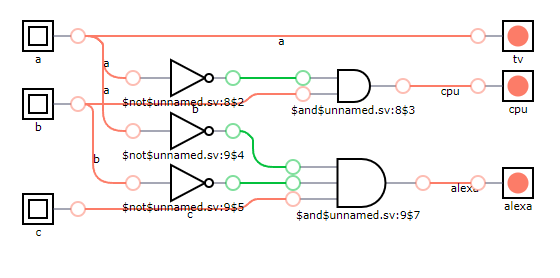 a
tv
a
a
$not$unnamed.sv:8$2
$and$unnamed.sv:8$3
cpu
cpu
a
b
b
$not$unnamed.sv:9$4
b
$not$unnamed.sv:9$5
$and$unnamed.sv:9$7
alexa
alexa
c
c